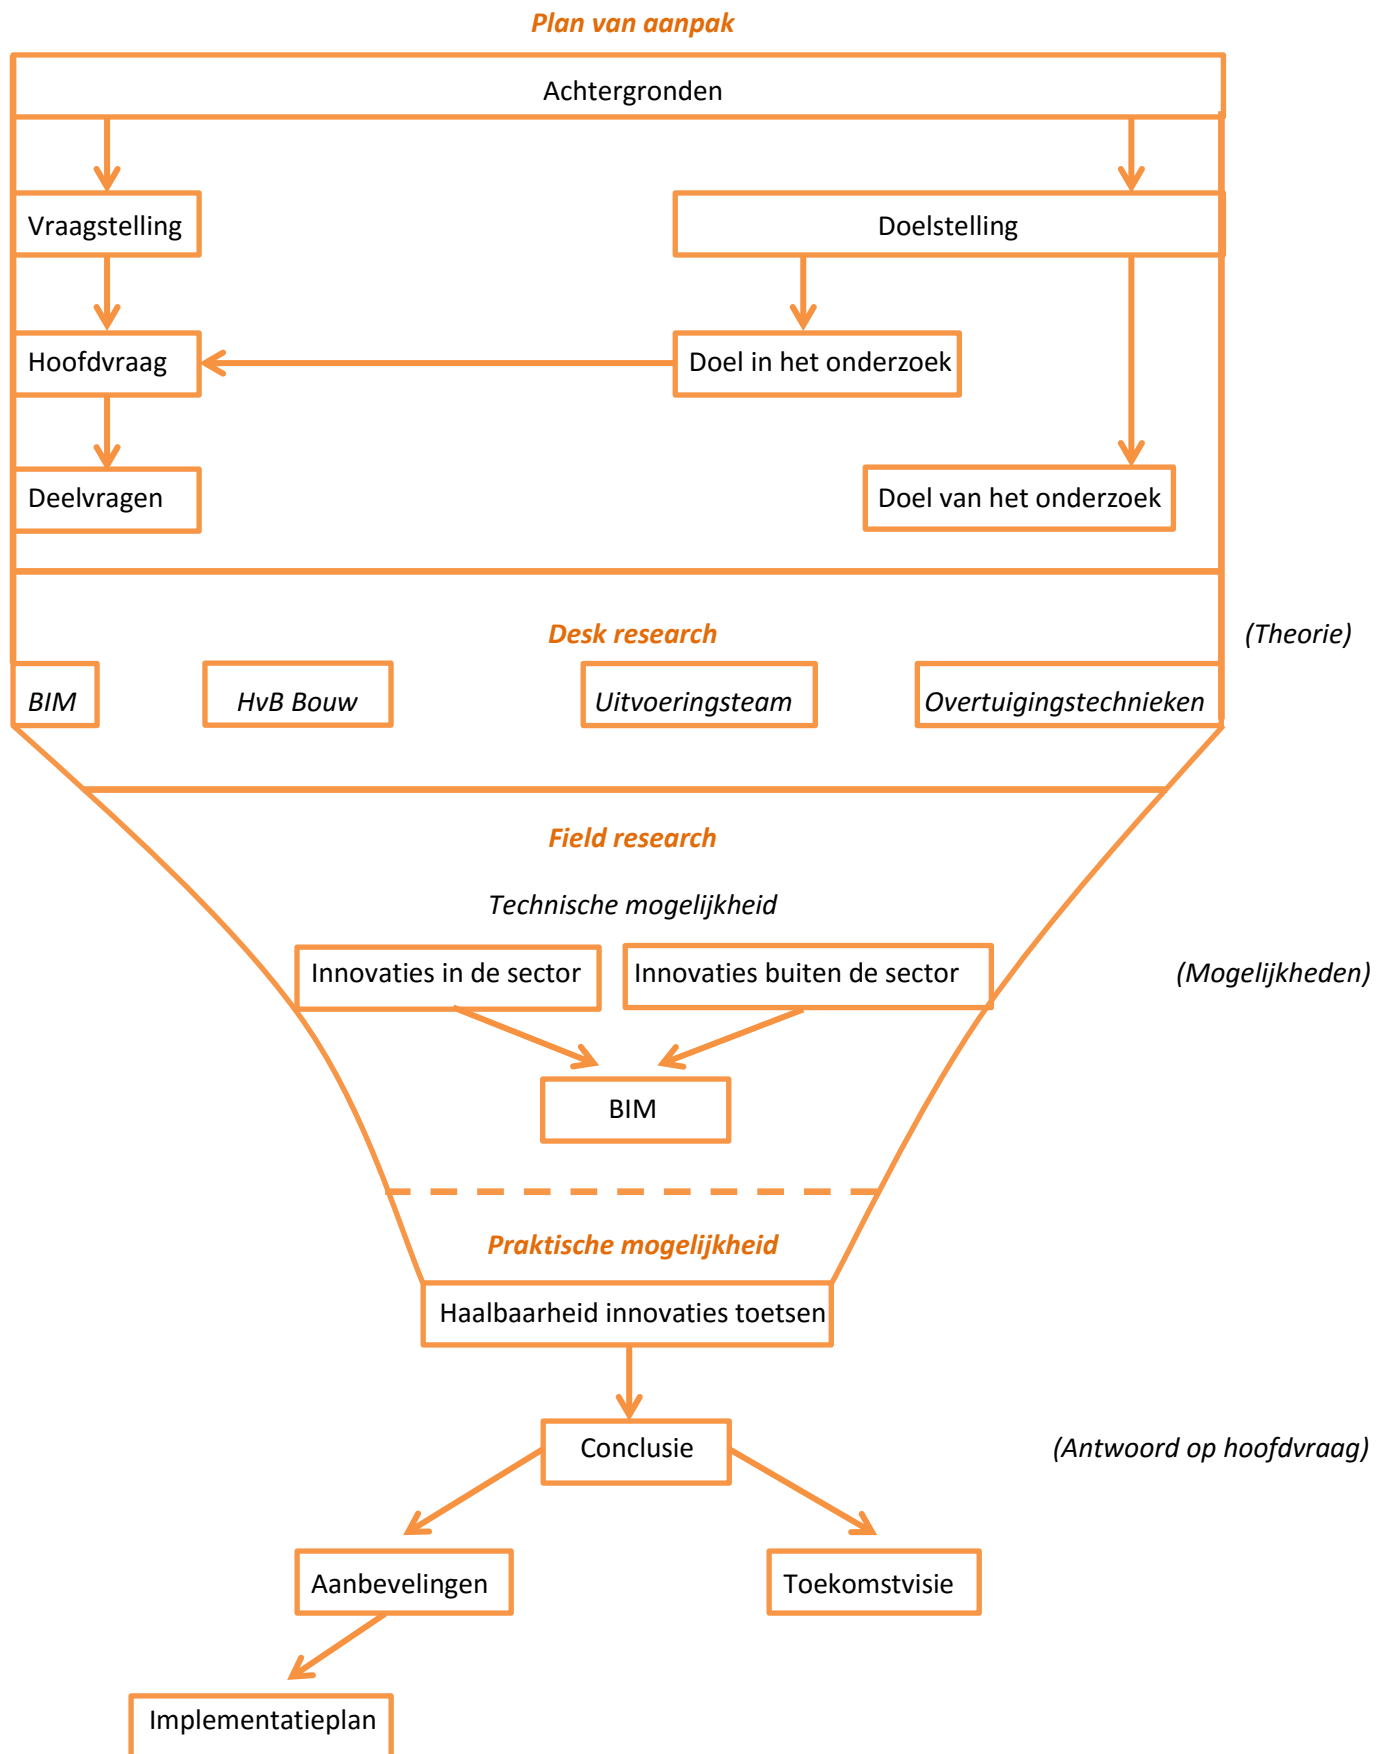 Plan van aanpak
Achtergronden
Vraagstelling
Doelstelling
Hoofdvraag
Doel in het onderzoek
Deelvragen
Doel van het onderzoek
Desk research
(Theorie)
BIM
HvB Bouw
Uitvoeringsteam
Overtuigingstechnieken
Field research
Technische mogelijkheid
Innovaties in de sector
Innovaties buiten de sector
(Mogelijkheden)
BIM
Praktische mogelijkheid
Haalbaarheid innovaties toetsen
Conclusie
(Antwoord op hoofdvraag)
Aanbevelingen
Toekomstvisie
Implementatieplan